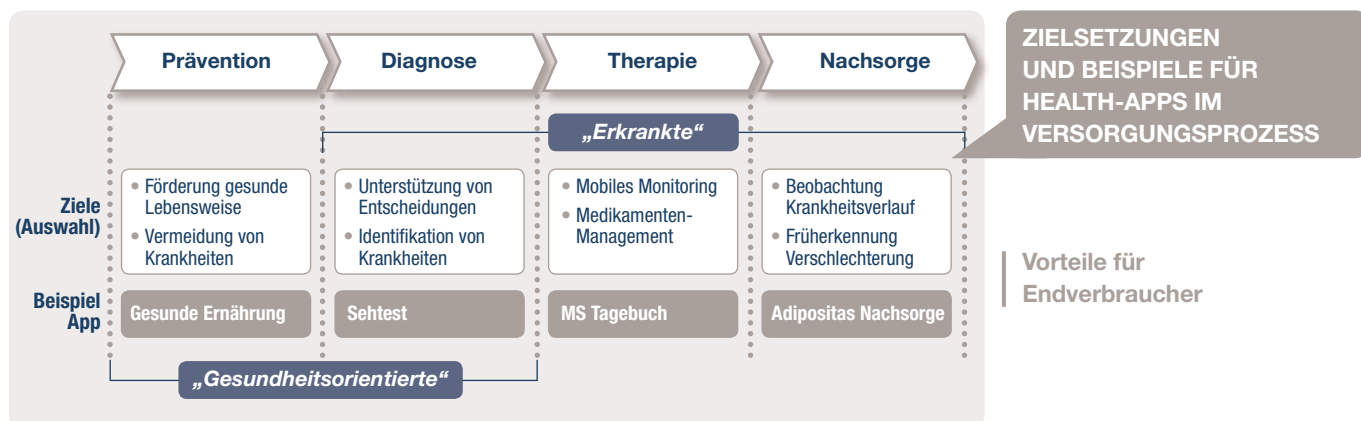 Prävention
Diagnose
Therapie
Nachsorge
ZIELSETZUNGEN
UND BEISPIELE FÜR
HEALTH-APPS IM
VERSORGUNGSPROZESS
„Erkrankte“
Ziele
(Auswahl)
• Förderung gesunde
Lebensweise
• Vermeidung von
Krankheiten
• Unterstützung von
Entscheidungen
• Identifikation von
Krankheiten
• Mobiles Monitoring
• Medikamenten-
Management
• Beobachtung
Krankheitsverlauf
• Früherkennung
Verschlechterung
Vorteile für
Endverbraucher
Beispiel
App
Gesunde Ernährung
Sehtest
MS Tagebuch
Adipositas Nachsorge
„Gesundheitsorientierte“